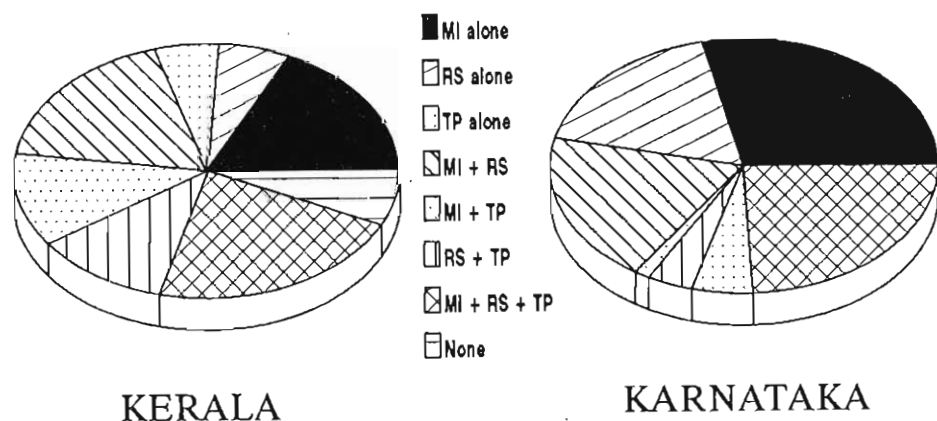 MI alone
RS alone
TP alone
MI + RS
MI + TP
RS + TP
MI + RS + TP
None
KERALA
KARNATAKA